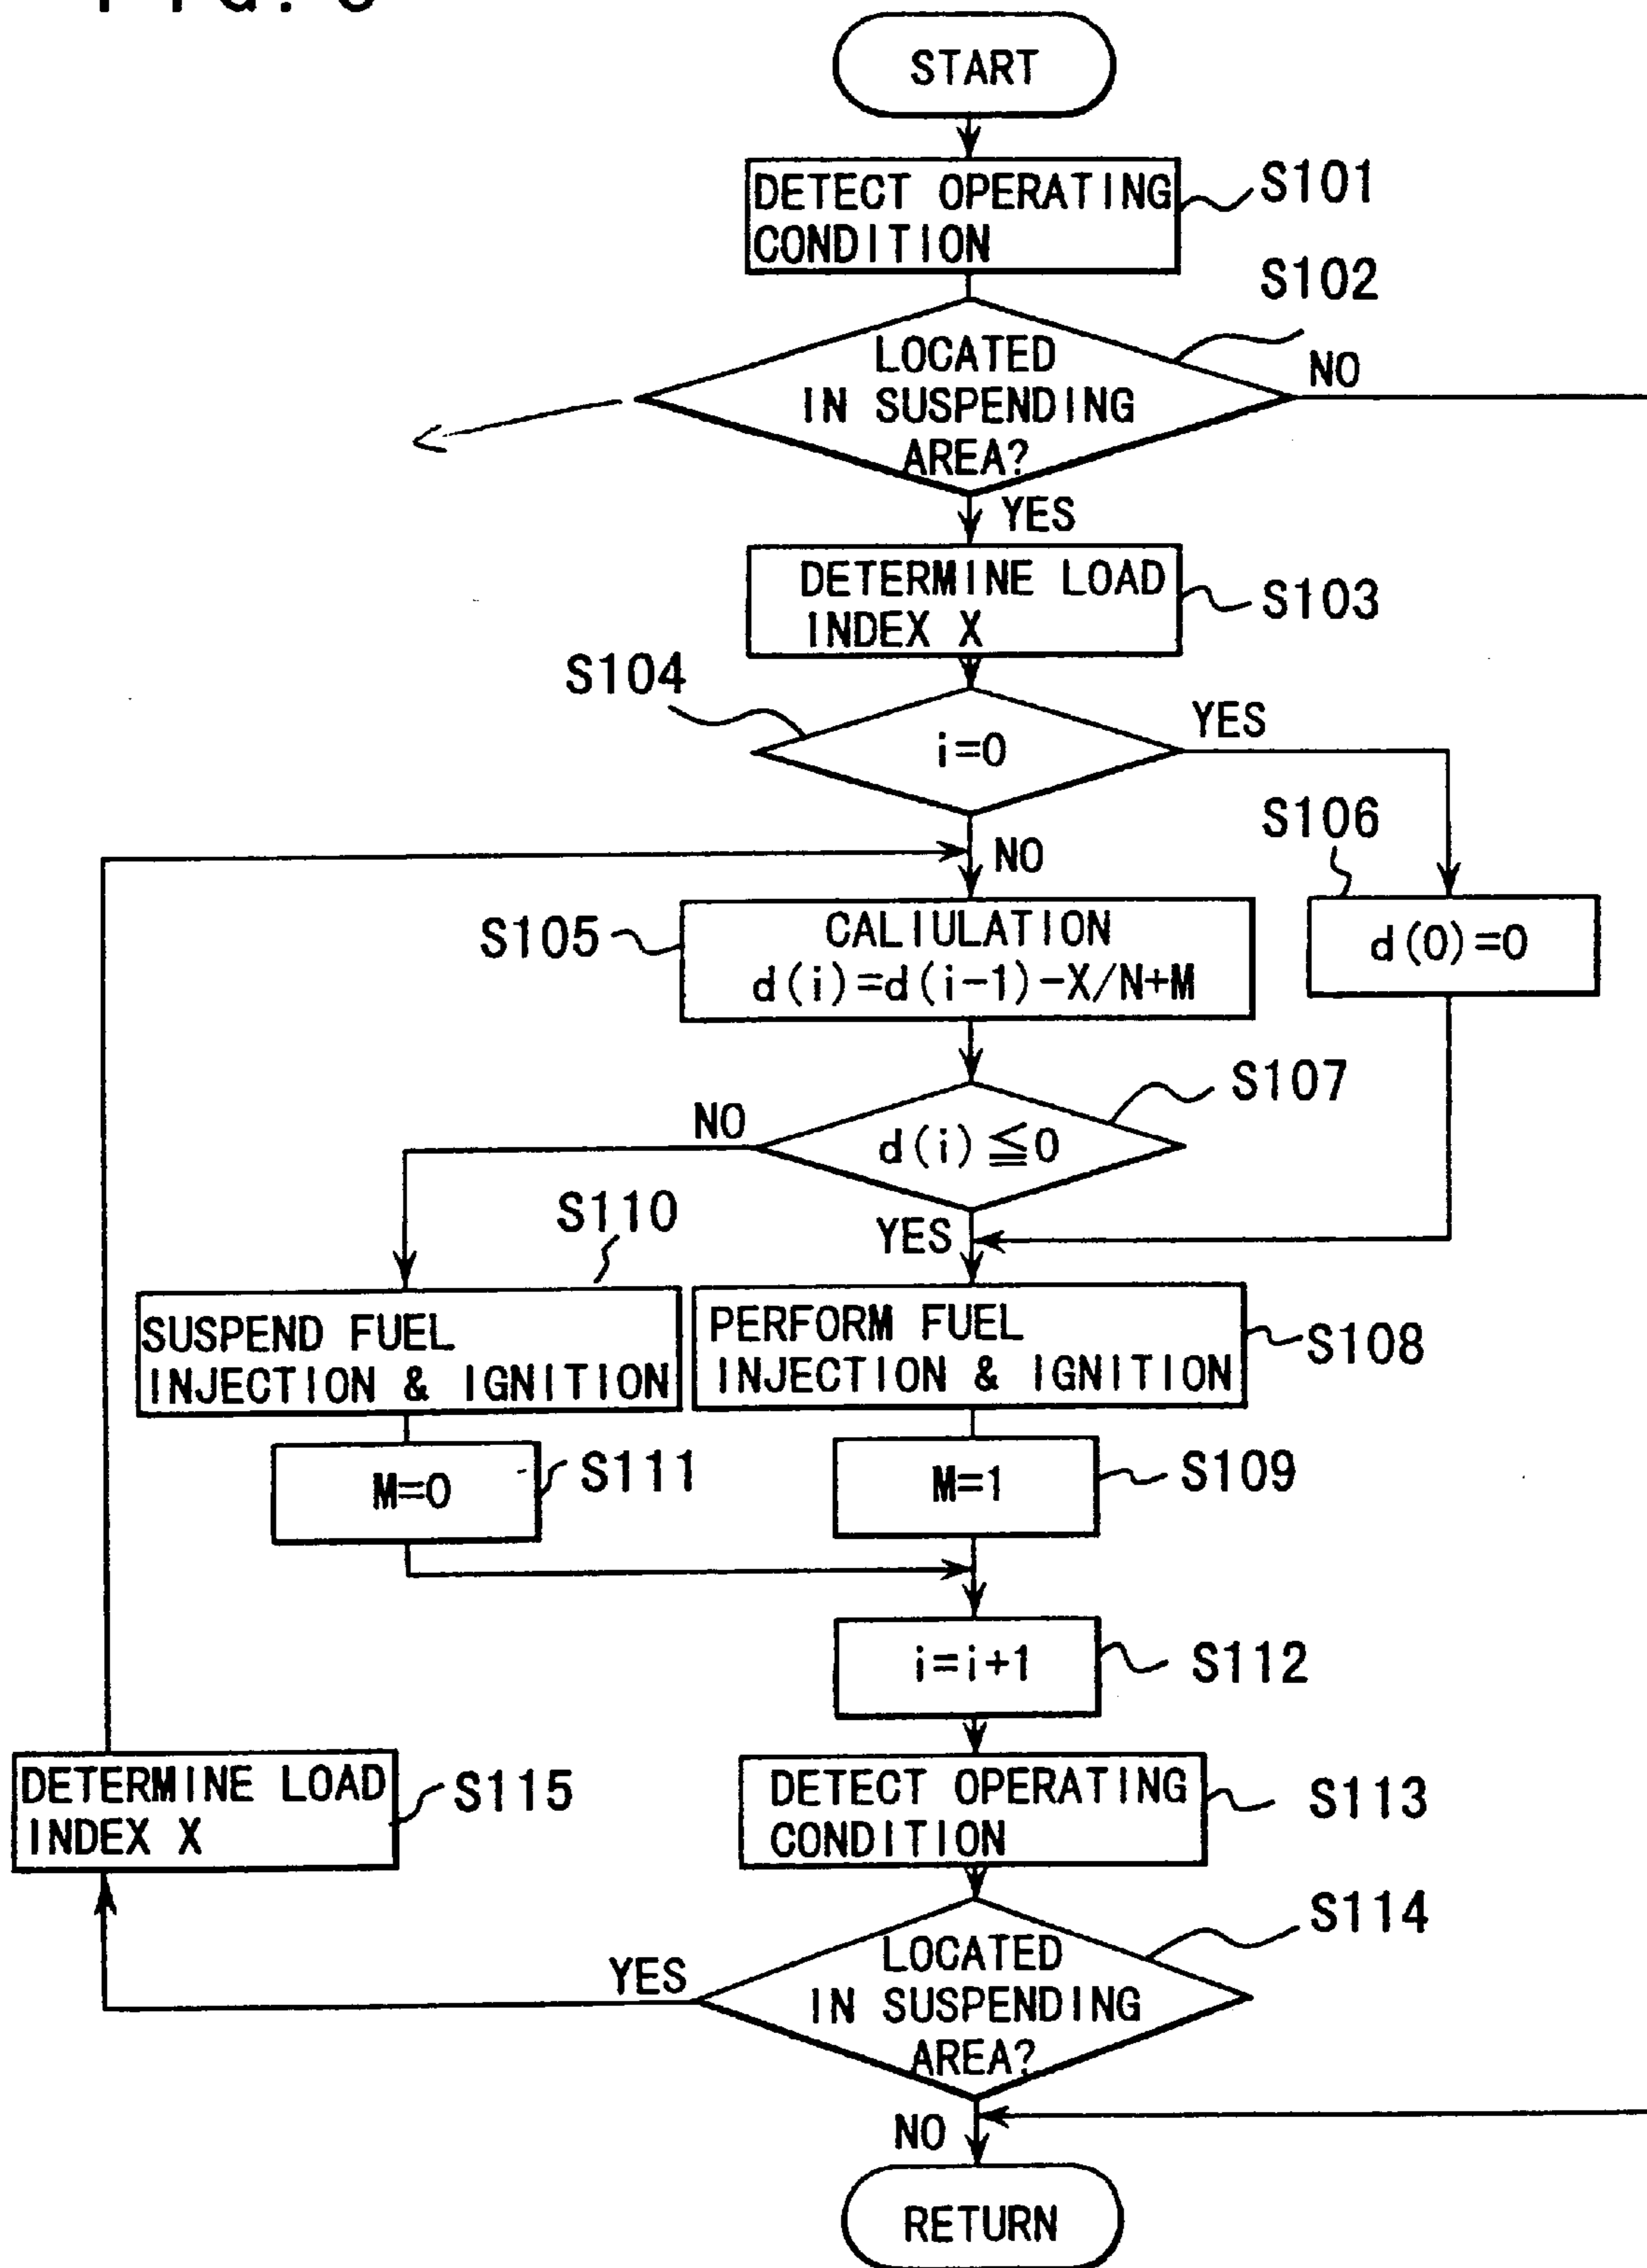 START
DETECT OPERATING
CONDITION
S101
S102
LOCATED
IN SUSPENDING
AREA?
NO
YES
DETERMINE LOAD
INDEX X
S103
S104
i=0
YES
NO
S106
d(0)=0
S105
CALIULATION
d(i)=d(i-1)-X/N+M
S107
d(i)≦0
NO
YES
S110
SUSPEND FUEL
INJECTION & IGNITION
PERFORM FUEL
INJECTION & IGNITION
S108
M=0
S111
M=1
S109
i=i+1
S112
DETERMINE LOAD
INDEX X
S115
DETECT OPERATING
CONDITION
S113
S114
LOCATED
IN SUSPENDING
AREA?
YES
NO
RETURN